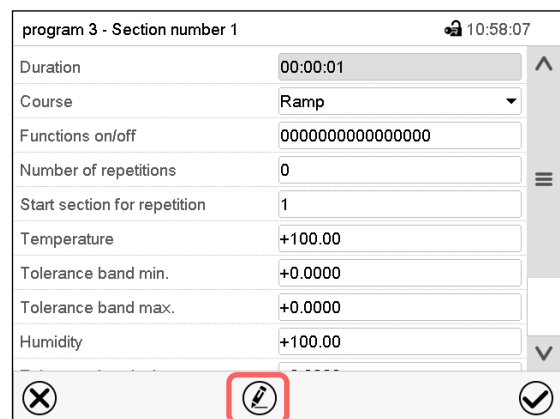 program 3 - Section number 1 10:58:07
Duration 00:00:01
Course Ramp
Functions on/off 0000000000000000
Number of repetitions 0
Start section for repetition 1
Temperature +100.00
Tolerance band min. +0.0000
Tolerance band max. +0.0000
Humidity +100.00